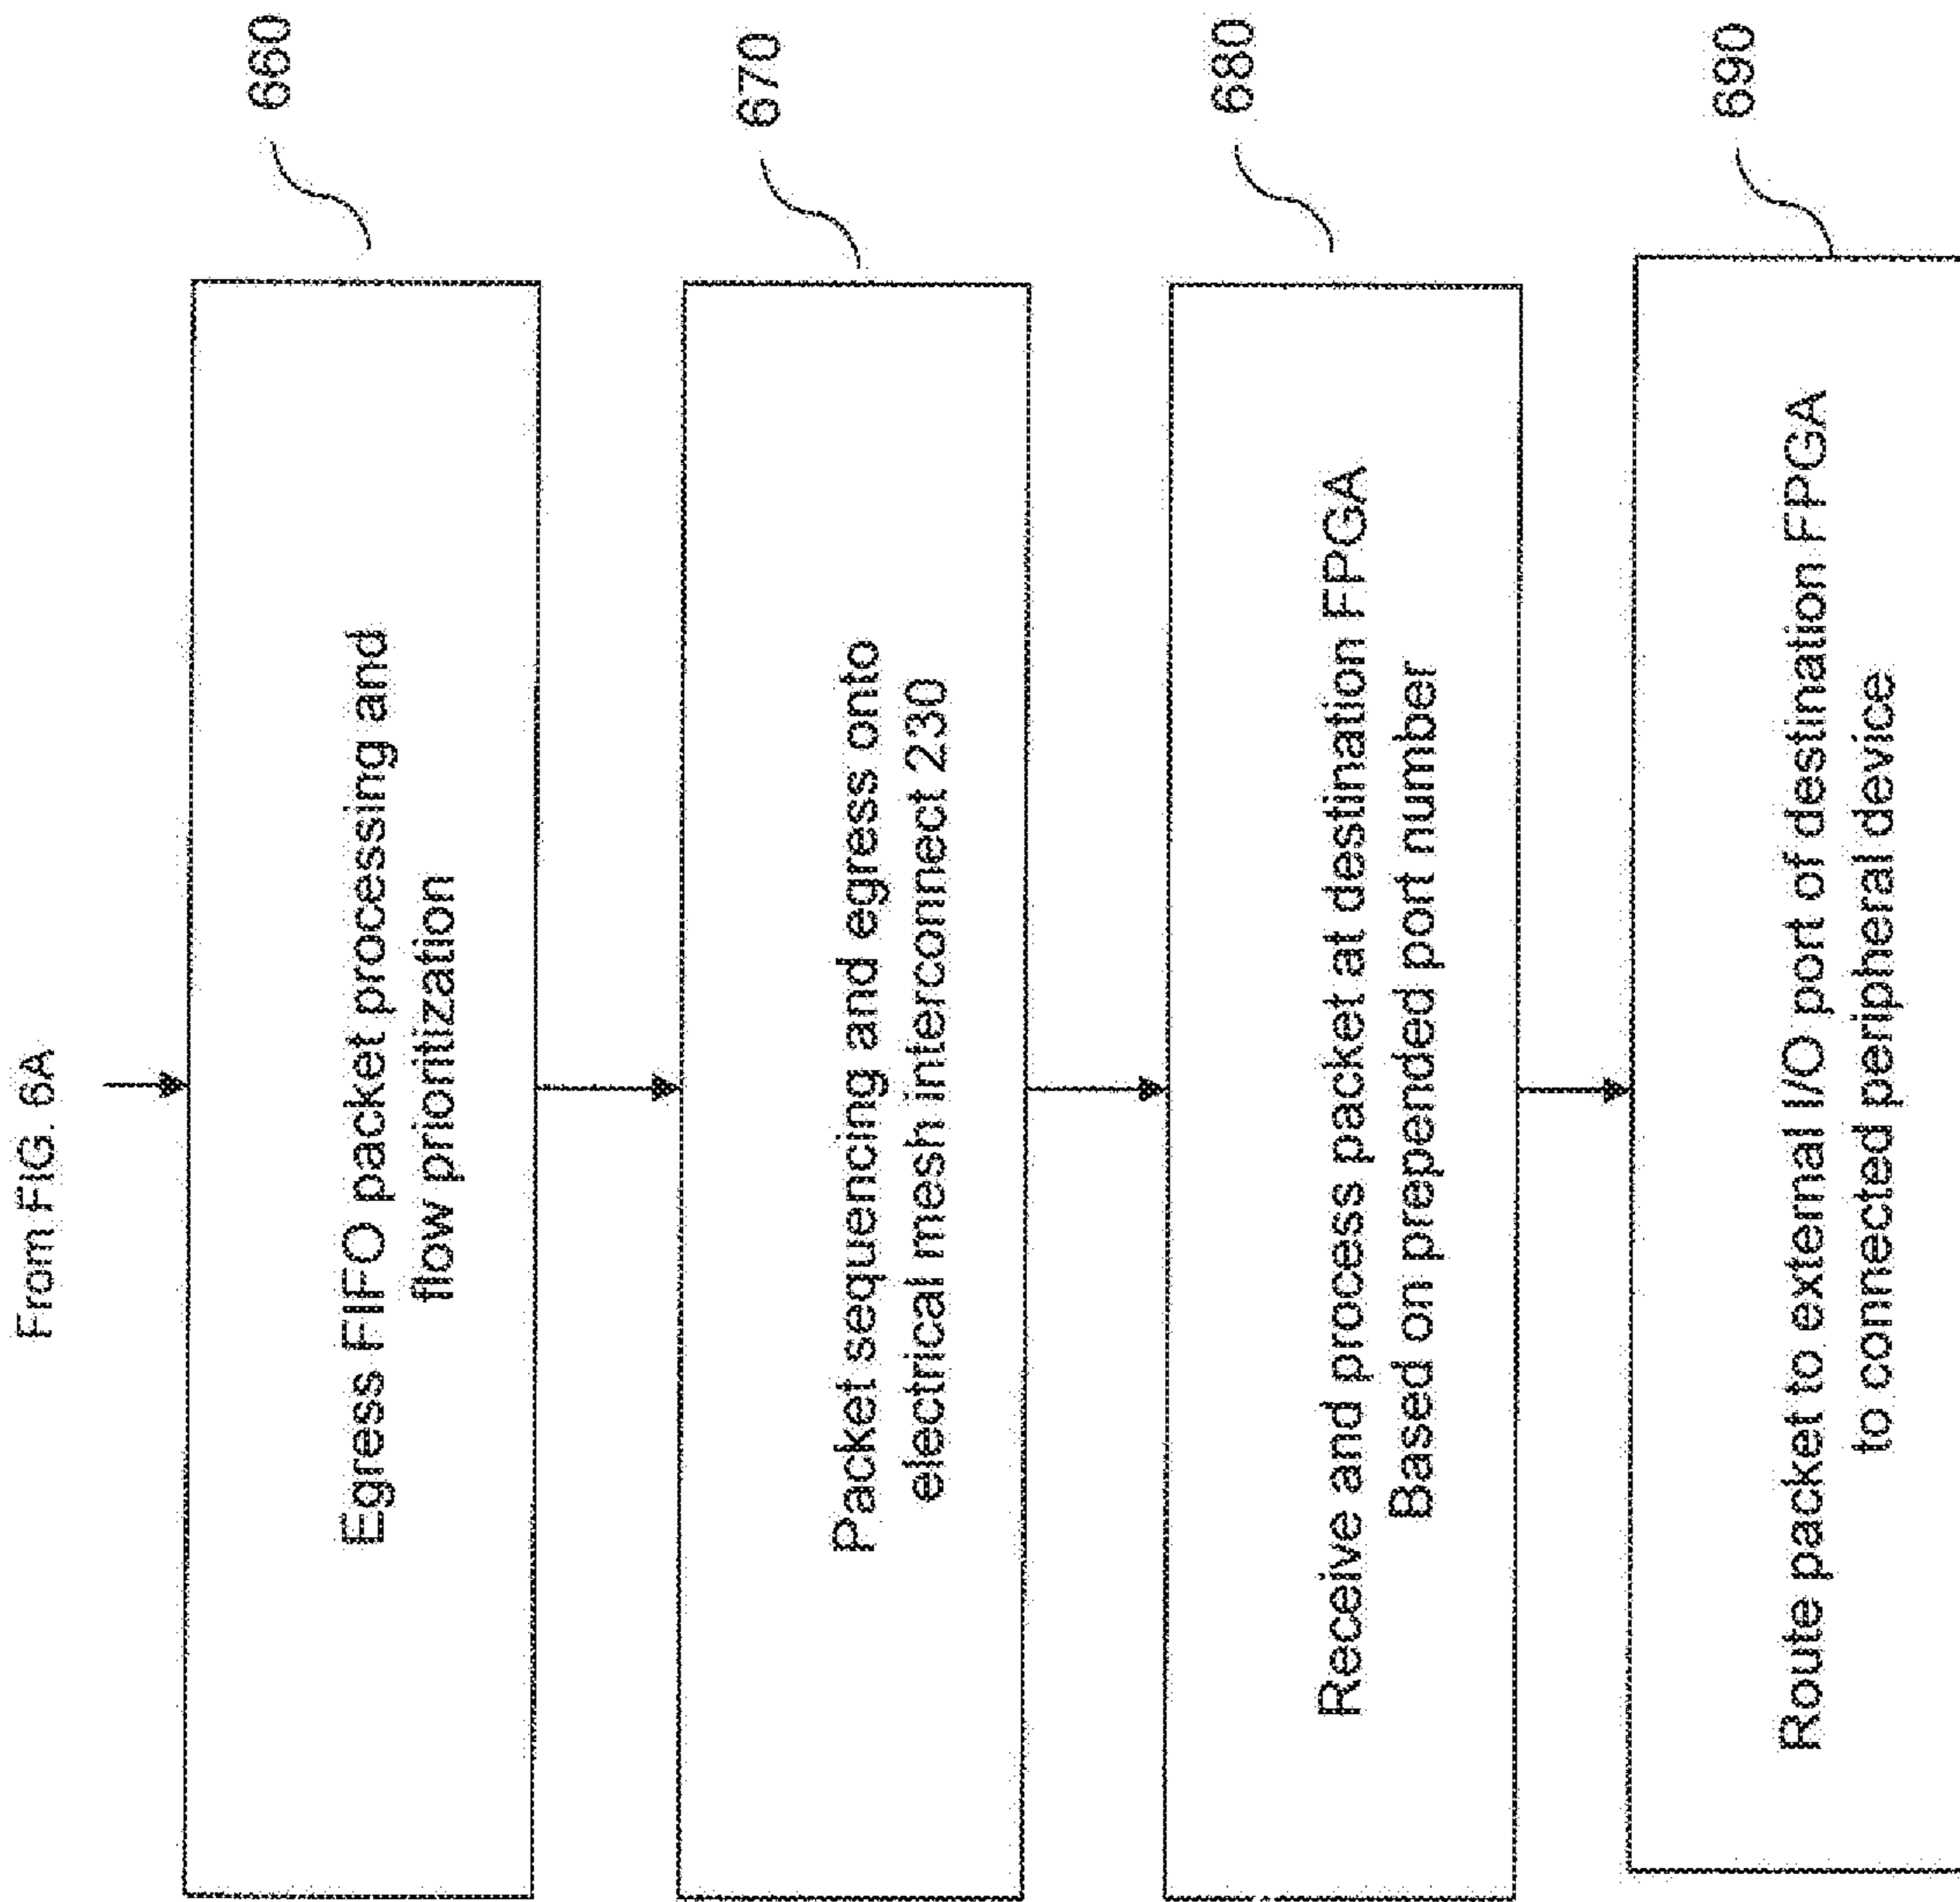 From FIG. 6A
660
Egress FIFO packet processing and
flow prioritization
670
Packet sequencing and egress onto
electrical mesh interconnect 230
680
Receive and process packet at destination FPGA
Based on prepended port number
690
Route packet to external I/O port of destination FPGA
to connected peripheral device